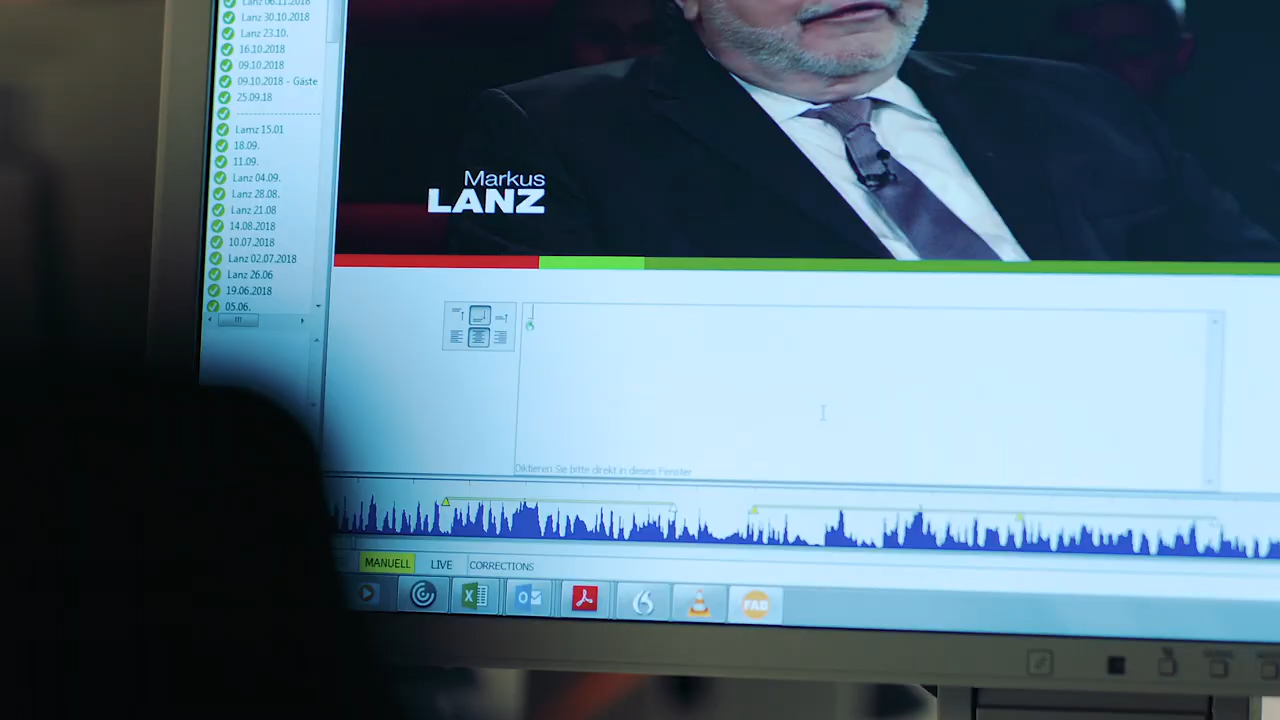 Lanz 06.11.2018
Lanz 30.10.2018
Lanz 23.10.
16.10.2018
09.10.2018
09.10.2018 - Gäste
25.09.18
--------------------
Lamz 15.01
18.09.
11.09.
Lanz 04.09.
Lanz 28.08.
Lanz 21.08
14.08.2018
10.07.2018
Lanz 02.07.2018
Lanz 26.06
19.06.2018
05.06.
Markus
LANZ
Diktieren Sie bitte direkt in dieses Fenster
MANUELL LIVE CORRECTIONS
FAB